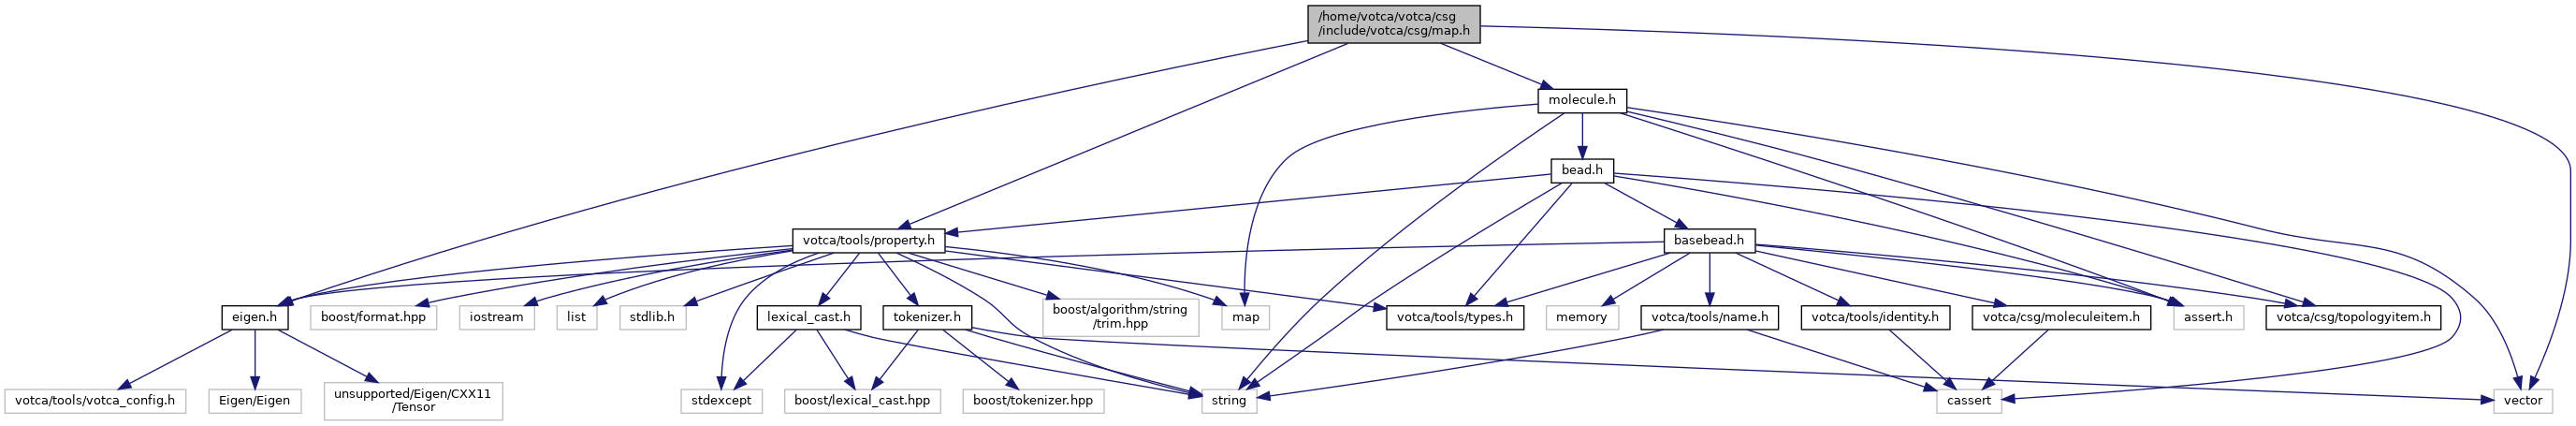 /home/votca/votca/csg
/include/votca/csg/map.h
molecule.h
bead.h
votca/tools/property.h
basebead.h
eigen.h
boost/format.hpp
iostream
list
stdlib.h
lexical_cast.h
tokenizer.h
boost/algorithm/string
/trim.hpp
map
votca/tools/types.h
memory
votca/tools/name.h
votca/tools/identity.h
votca/csg/moleculeitem.h
assert.h
votca/csg/topologyitem.h
votca/tools/votca_config.h
Eigen/Eigen
unsupported/Eigen/CXX11
/Tensor
stdexcept
boost/lexical_cast.hpp
boost/tokenizer.hpp
string
cassert
vector